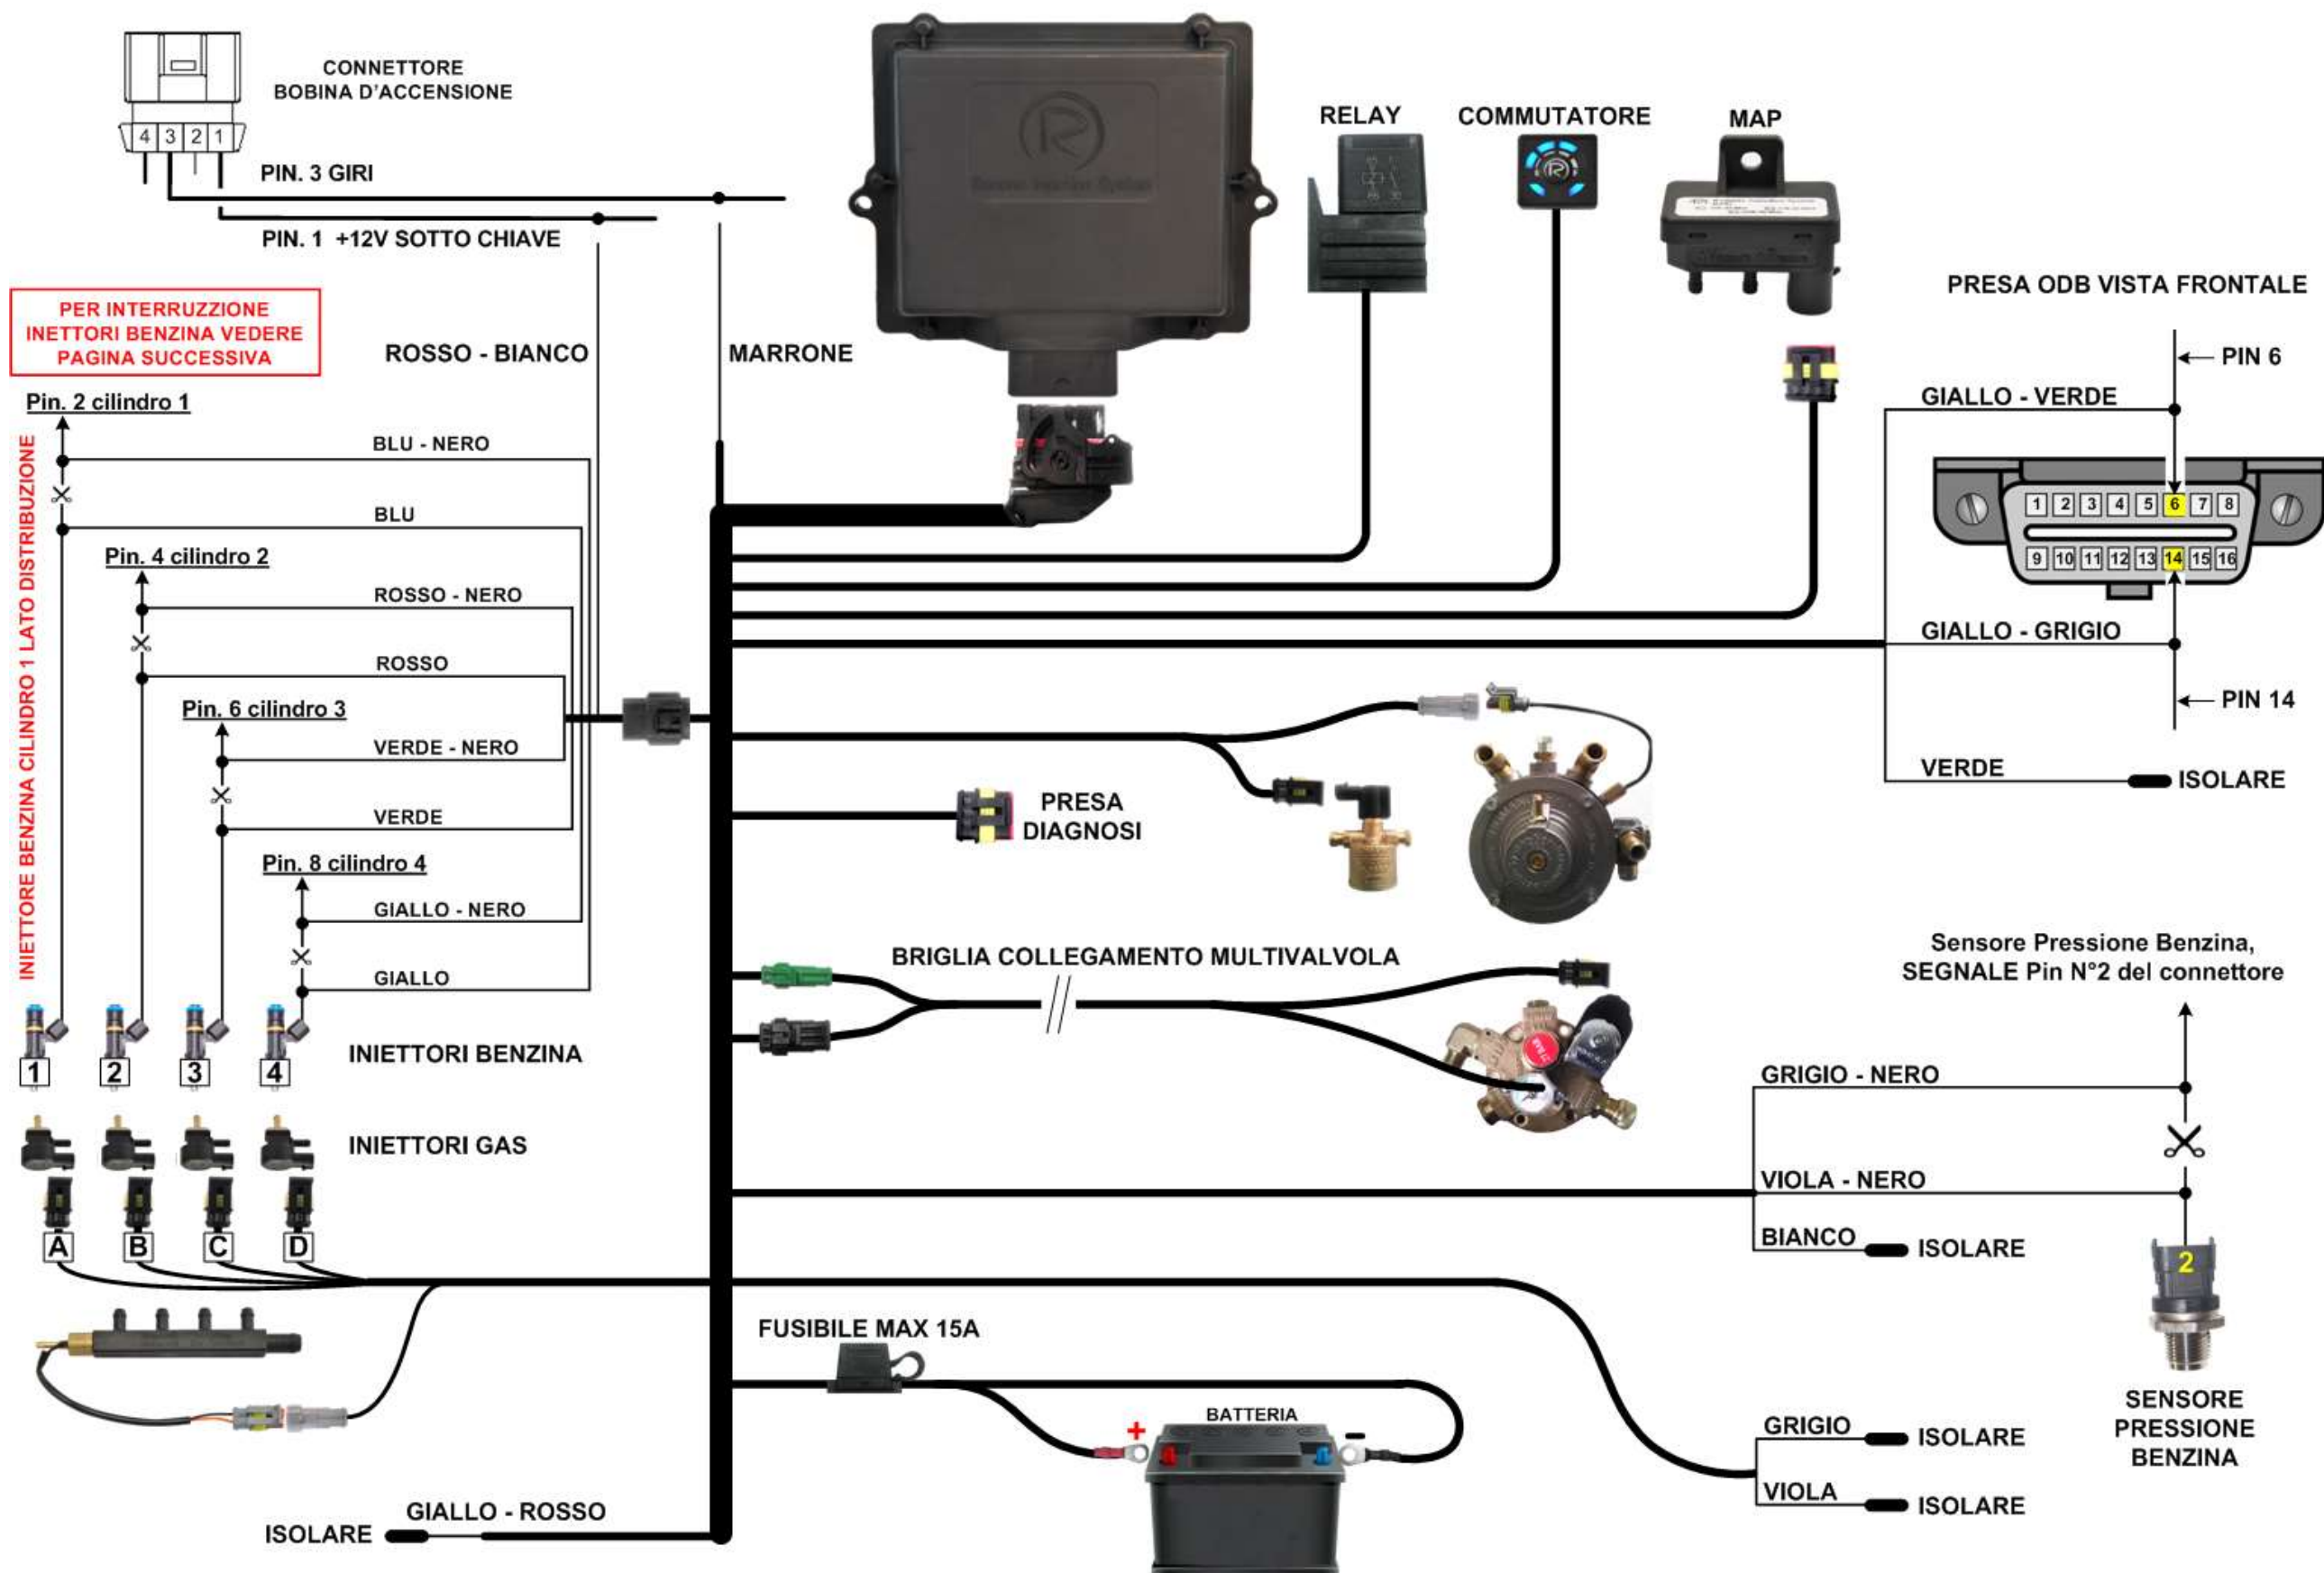 CONNETTORE
BOBINA D'ACCENSIONE
4 3 2 1
PIN. 3 GIRI
PIN. 1 +12V SOTTO CHIAVE
PER INTERRUZZIONE
INETTORI BENZINA VEDERE
PAGINA SUCCESSIVA
ROSSO - BIANCO
MARRONE
RELAY
COMMUTATORE
MAP
PRESA ODB VISTA FRONTALE
PIN 6
GIALLO - VERDE
1 2 3 4 5 6 7 8
9 10 11 12 13 14 15 16
GIALLO - GRIGIO
PIN 14
VERDE
ISOLARE
INIETTORE BENZINA CILINDRO 1 LATO DISTRIBUZIONE
Pin. 2 cilindro 1
BLU - NERO
BLU
Pin. 4 cilindro 2
ROSSO - NERO
ROSSO
Pin. 6 cilindro 3
VERDE - NERO
VERDE
Pin. 8 cilindro 4
GIALLO - NERO
GIALLO
INIETTORI BENZINA
1 2 3 4
INIETTORI GAS
A B C D
PRESA
DIAGNOSI
BRIGLIA COLLEGAMENTO MULTIVALVOLA
Sensore Pressione Benzina,
SEGNALE Pin N°2 del connettore
GRIGIO - NERO
VIOLA - NERO
BIANCO
ISOLARE
2
SENSORE
PRESSIONE
BENZINA
FUSIBILE MAX 15A
BATTERIA
+ -
GRIGIO
ISOLARE
VIOLA
ISOLARE
GIALLO - ROSSO
ISOLARE